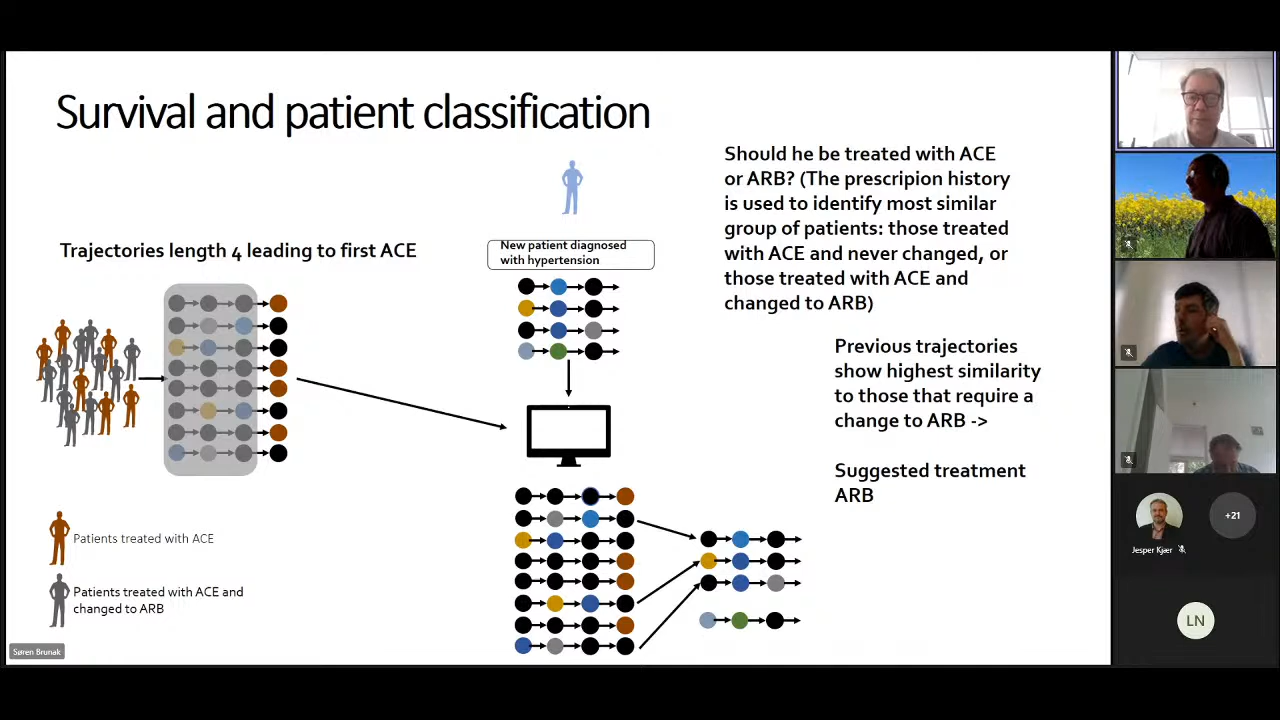 Survival and patient classification
Trajectories length 4 leading to first ACE
New patient diagnosed
with hypertension
Should he be treated with ACE
or ARB? (The prescripion history
is used to identify most similar
group of patients: those treated
with ACE and never changed, or
those treated with ACE and
changed to ARB)
Previous trajectories
show highest similarity
to those that require a
change to ARB ->
Suggested treatment
ARB
Patients treated with ACE
Patients treated with ACE and
changed to ARB
Søren Brunak
+21
Jesper Kjær
LN